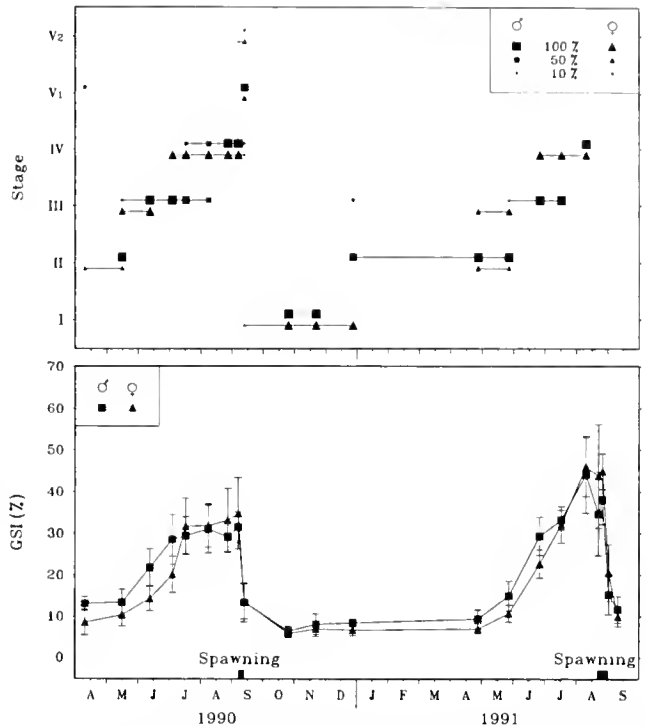 ♂ ♀
100 %
50 %
10 %
V2
V1
IV
III
II
I
Stage
70
60
50
40
30
20
10
0
GSI (%)
♂ ♀
Spawning Spawning
A M J J A S O N D J F M A M J J A S
1990 1991